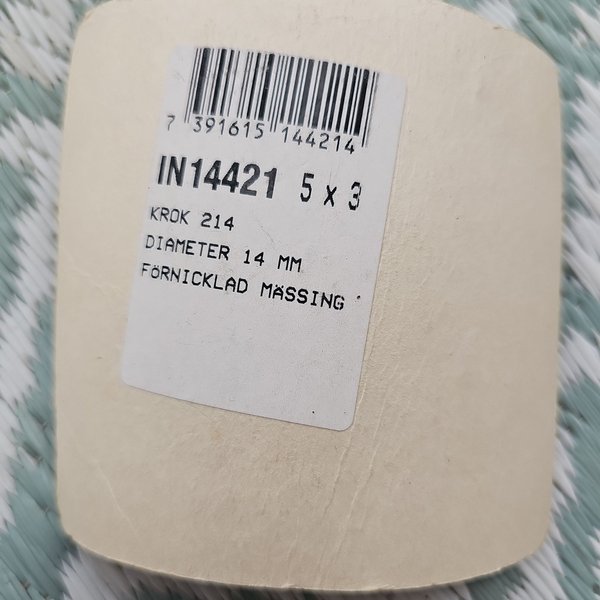 7 391615 144214
IN14421 5 x 3
KROK 214
DIAMETER 14 MM
FÖRNICKLAD MÄSSING